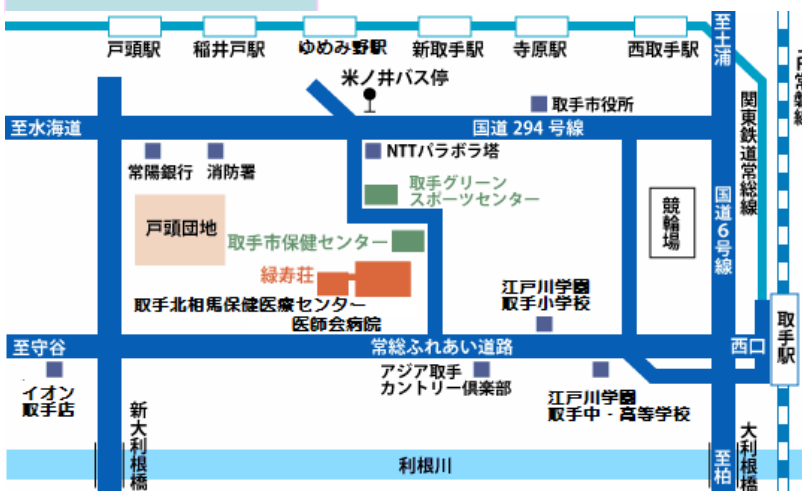 戸頭駅
稲井戸駅
ゆめみ野駅
新取手駅
寺原駅
西取手駅
至土浦
JR常磐線
米ノ井バス停
取手市役所
関東鉄道常総線
至水海道
国道 294 号線
常陽銀行
消防署
NTTパラボラ塔
取手グリーン
スポーツセンター
競輪場
国道6号線
戸頭団地
取手市保健センター
緑寿荘
取手北相馬保健医療センター
医師会病院
江戸川学園
取手小学校
取手駅
至守谷
常総ふれあい道路
西口
イオン
取手店
アジア取手
カントリー倶楽部
江戸川学園
取手中・高等学校
新大利根橋
利根川
至柏
大利根橋